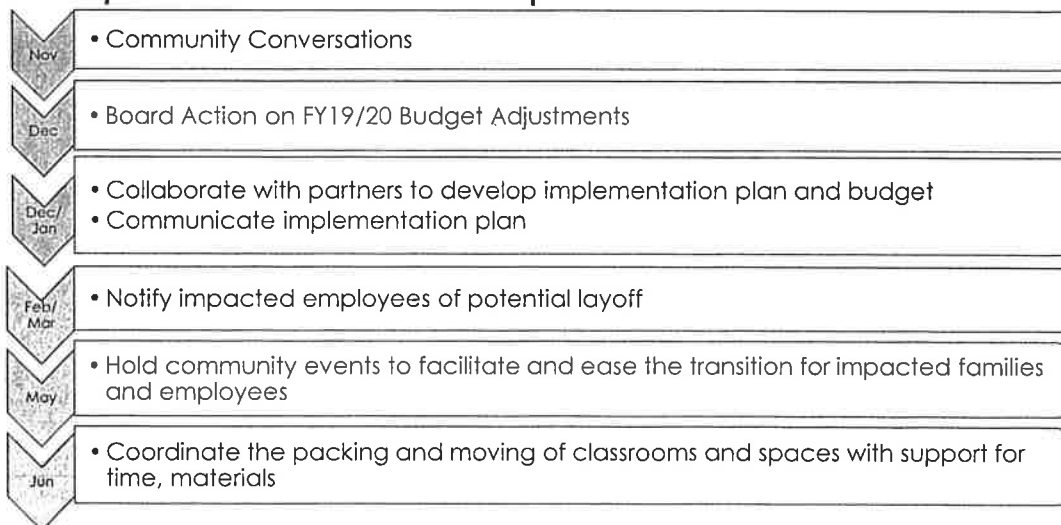 Nov
• Community Conversations
Dec
• Board Action on FY19/20 Budget Adjustments
Dec/
Jan
• Collaborate with partners to develop implementation plan and budget
• Communicate implementation plan
Feb/
Mar
• Notify impacted employees of potential layoff
May
• Hold community events to facilitate and ease the transition for impacted families
and employees
Jun
• Coordinate the packing and moving of classrooms and spaces with support for
time, materials